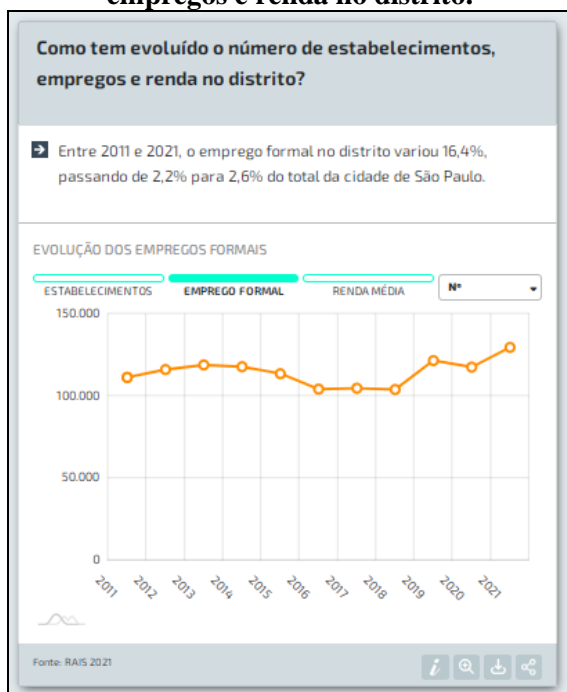 empregos e renda no distrito.
Como tem evoluído o número de estabelecimentos,
empregos e renda no distrito?
Entre 2011 e 2021, o emprego formal no distrito variou 16,4%,
passando de 2,2% para 2,6% do total da cidade de São Paulo.
EVOLUÇÃO DOS EMPREGOS FORMAIS
ESTABELECIMENTOS EMPREGO FORMAL RENDA MÉDIA Nº
150.000
100.000
50.000
0
2011 2012 2013 2014 2015 2016 2017 2018 2019 2020 2021
Fonte: RAIS 2021
i